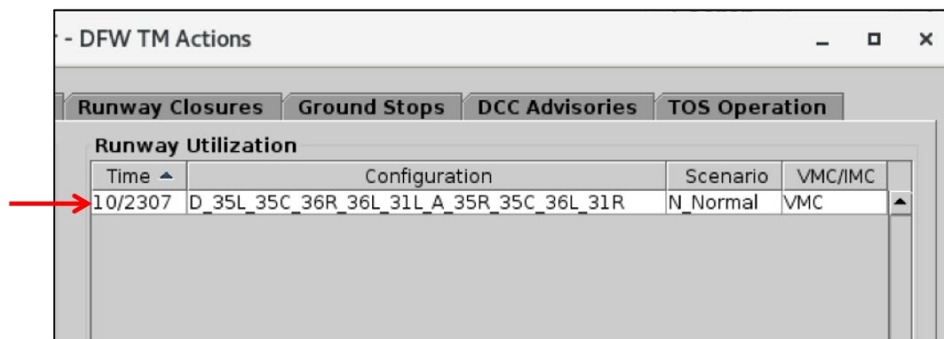 - DFW TM Actions
Runway Closures Ground Stops DCC Advisories TOS Operation
Runway Utilization
Time Configuration Scenario VMC/IMC
10/2307 D_35L_35C_36R_36L_31L_A_35R_35C_36L_31R N_Normal VMC